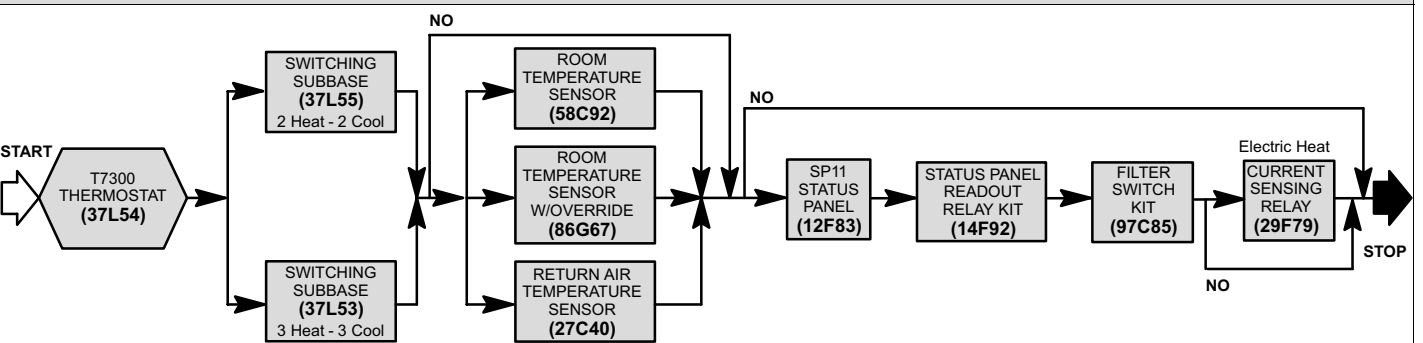 START
T7300
THERMOSTAT
(37L54)
SWITCHING
SUBBASE
(37L55)
2 Heat - 2 Cool
SWITCHING
SUBBASE
(37L53)
3 Heat - 3 Cool
NO
ROOM
TEMPERATURE
SENSOR
(58C92)
ROOM
TEMPERATURE
SENSOR
W/OVERRIDE
(86G67)
RETURN AIR
TEMPERATURE
SENSOR
(27C40)
NO
SP11
STATUS
PANEL
(12F83)
STATUS PANEL
READOUT
RELAY KIT
(14F92)
FILTER
SWITCH
KIT
(97C85)
Electric Heat
CURRENT
SENSING
RELAY
(29F79)
NO
STOP